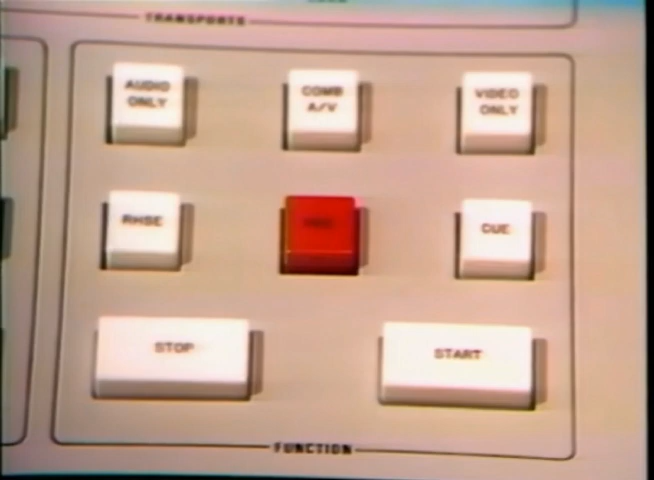 TRANSPORTS
AUDIO
ONLY
COMB
A/V
VIDEO
ONLY
RHSE
CUE
STOP
START
FUNCTION